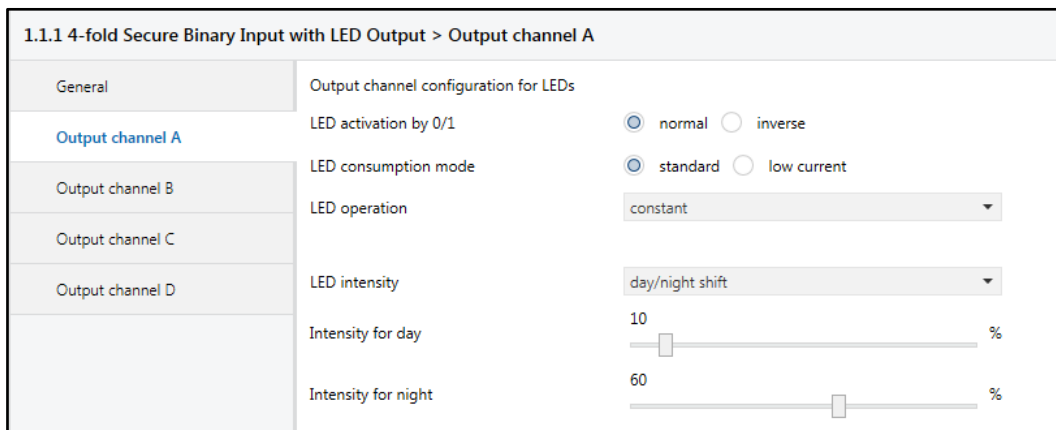 1.1.1 4-fold Secure Binary Input with LED Output > Output channel A
General
Output channel A
Output channel B
Output channel C
Output channel D
Output channel configuration for LEDs
LED activation by 0/1 normal inverse
LED consumption mode standard low current
LED operation constant
LED intensity day/night shift
Intensity for day 10 %
Intensity for night 60 %